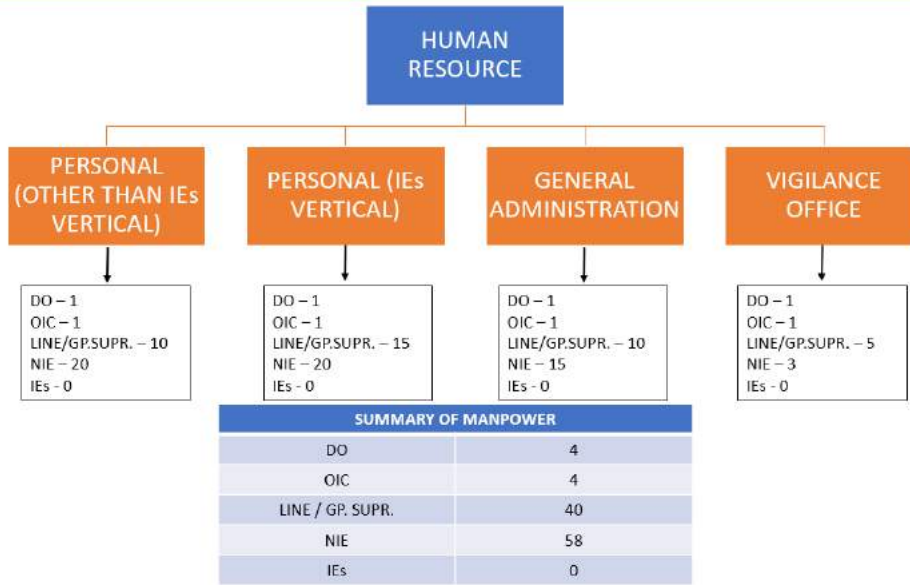 HUMAN
RESOURCE
PERSONAL
(OTHER THAN IEs
VERTICAL)
PERSONAL (IEs
VERTICAL)
GENERAL
ADMINISTRATION
VIGILANCE
OFFICE
DO – 1
OIC – 1
LINE/GP.SUPR. – 10
NIE – 20
IEs - 0
DO – 1
OIC – 1
LINE/GP.SUPR. – 15
NIE – 20
IEs - 0
DO – 1
OIC – 1
LINE/GP.SUPR. – 10
NIE – 15
IEs – 0
DO – 1
OIC – 1
LINE/GP.SUPR. – 5
NIE – 3
IEs – 0
SUMMARY OF MANPOWER
DO 4
OIC 4
LINE / GP. SUPR. 40
NIE 58
IEs 0